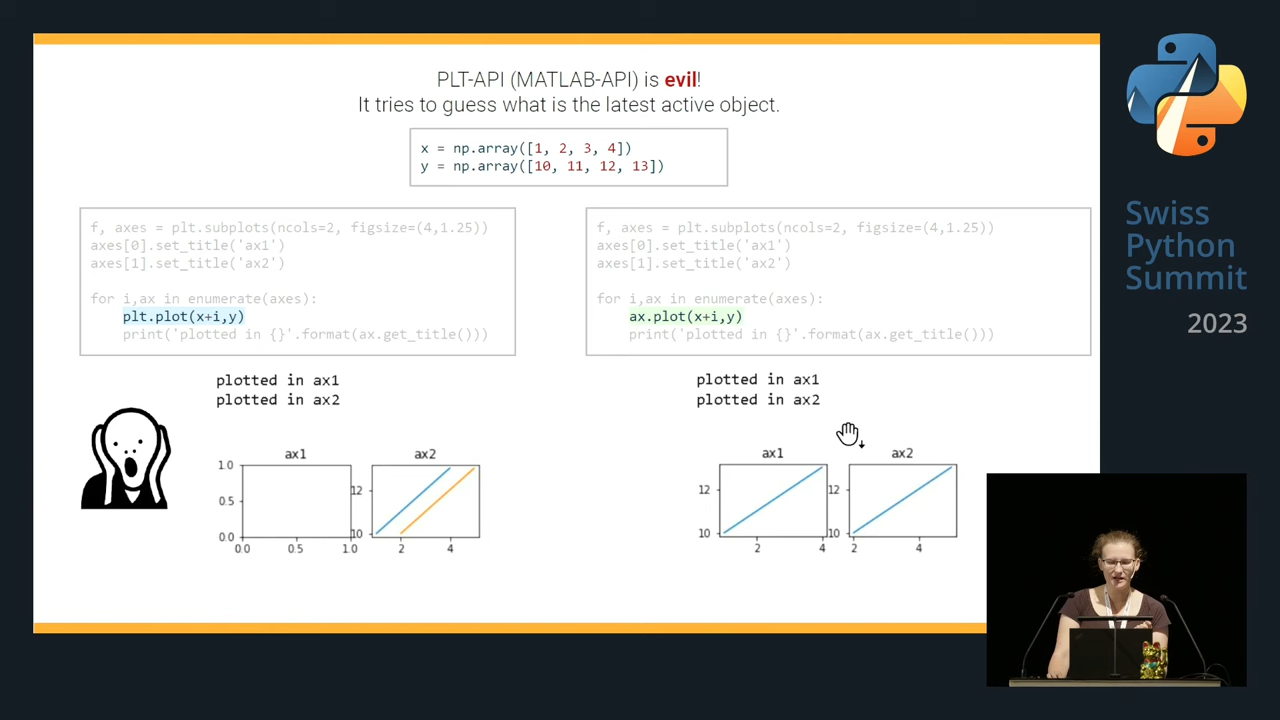 PLT-API (MATLAB-API) is evil!
It tries to guess what is the latest active object.
x = np.array([1, 2, 3, 4])
y = np.array([10, 11, 12, 13])
f, axes = plt.subplots(ncols=2, figsize=(4,1.25))
axes[0].set_title('ax1')
axes[1].set_title('ax2')
for i,ax in enumerate(axes):
plt.plot(x+i,y)
print('plotted in {}'.format(ax.get_title()))
plotted in ax1
plotted in ax2
ax1
ax2
1.0
0.5
0.0
0.0 0.5 1.0
12
10
2 4
f, axes = plt.subplots(ncols=2, figsize=(4,1.25))
axes[0].set_title('ax1')
axes[1].set_title('ax2')
for i,ax in enumerate(axes):
ax.plot(x+i,y)
print('plotted in {}'.format(ax.get_title()))
plotted in ax1
plotted in ax2
ax1
ax2
12
10
2 4
12
10
2 4
Swiss
Python
Summit
2023